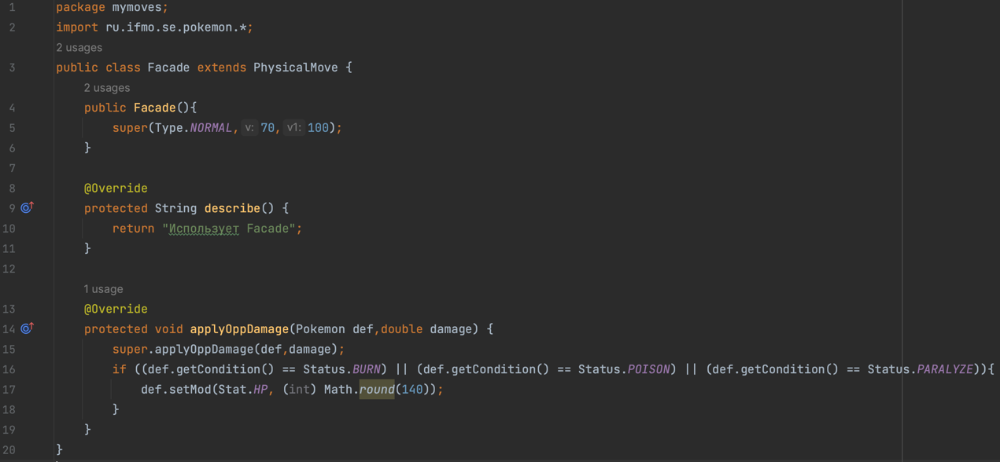 1 package mymoves;
2 import ru.ifmo.se.pokemon.*;
2 usages
3 public class Facade extends PhysicalMove {
2 usages
4 public Facade(){
5 super(Type.NORMAL, v: 70, v1: 100);
6 }
7
8 @Override
9 protected String describe() {
10 return "Использует Facade";
11 }
12
1 usage
13 @Override
14 protected void applyOppDamage(Pokemon def,double damage) {
15 super.applyOppDamage(def,damage);
16 if ((def.getCondition() == Status.BURN) || (def.getCondition() == Status.POISON) || (def.getCondition() == Status.PARALYZE)){
17 def.setMod(Stat.HP, (int) Math.round(140));
18 }
19 }
20 }